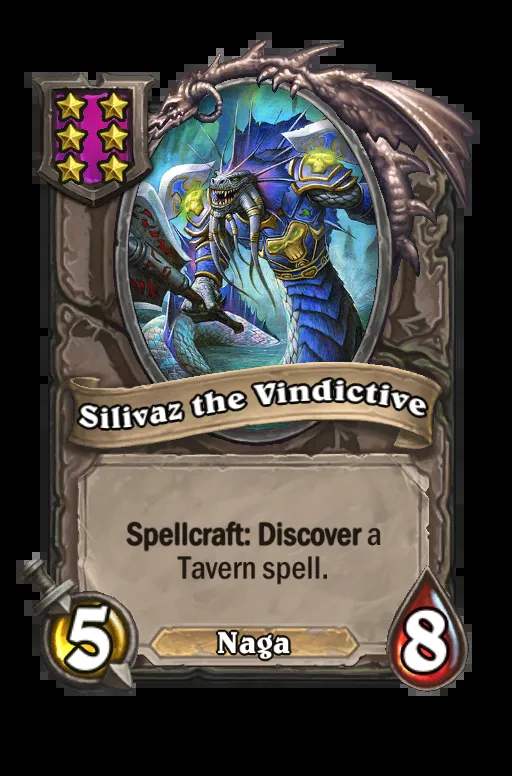 Silivaz the Vindictive
Spellcraft: Discover a
Tavern spell.
5
Naga
8